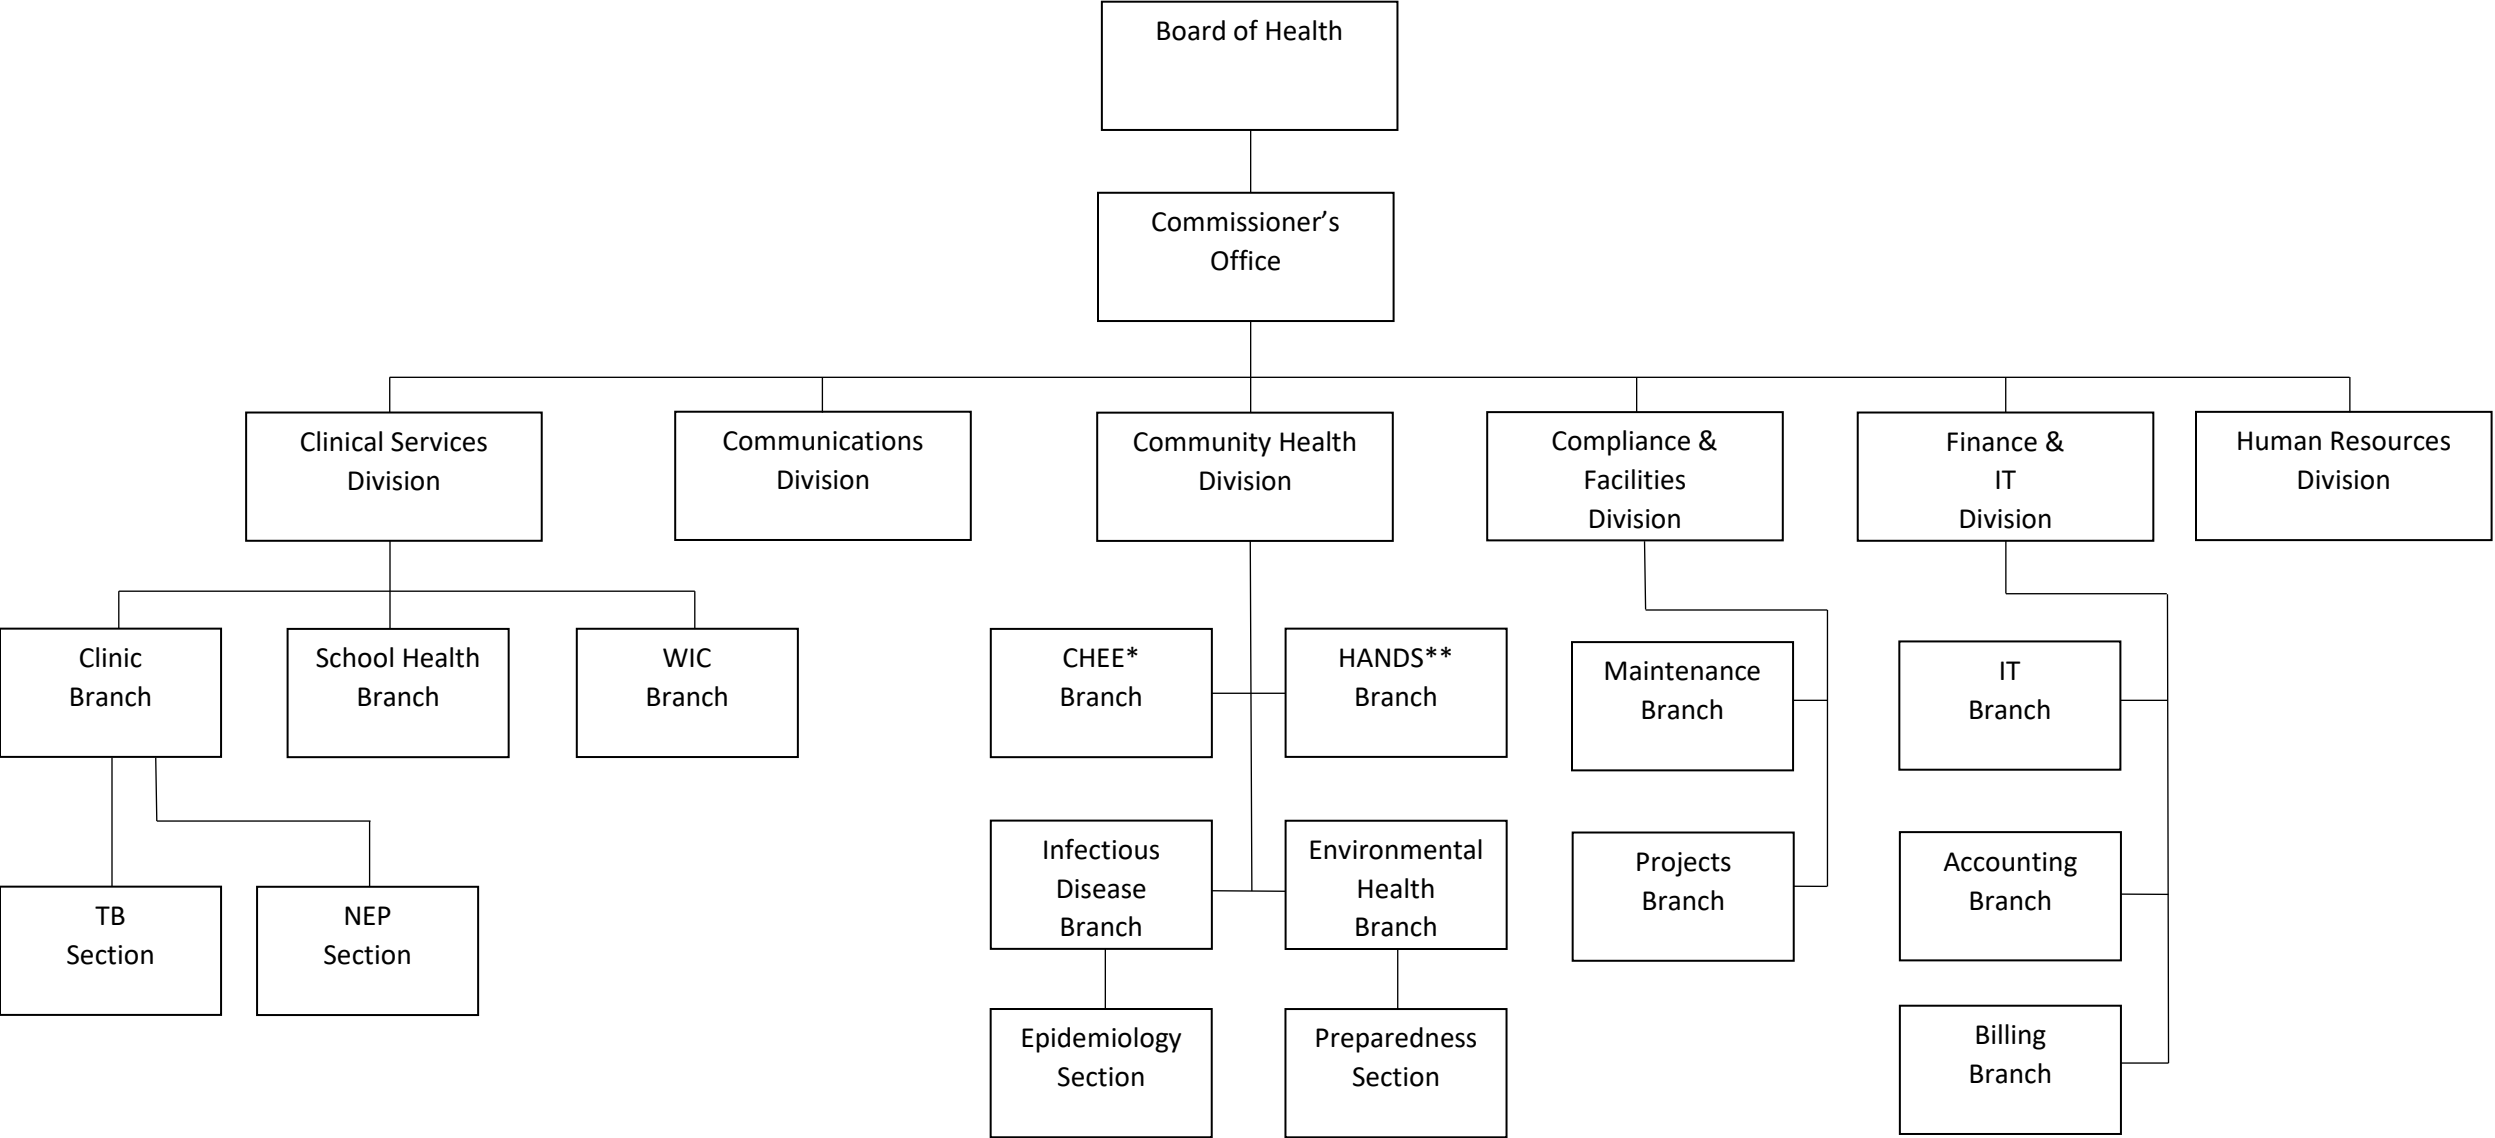 Board of Health
Commissioner’s
Office
Clinical Services
Division
Communications
Division
Community Health
Division
Compliance &
Facilities
Division
Finance &
IT
Division
Human Resources
Division
Clinic
Branch
School Health
Branch
WIC
Branch
CHEE*
Branch
HANDS**
Branch
Maintenance
Branch
IT
Branch
Infectious
Disease
Branch
Environmental
Health
Branch
Projects
Branch
Accounting
Branch
TB
Section
NEP
Section
Epidemiology
Section
Preparedness
Section
Billing
Branch